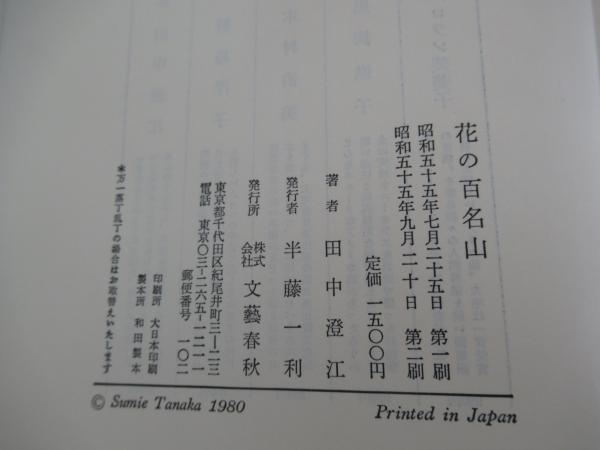 花の百名山
昭和五十五年七月二十五日　第一刷
昭和五十五年九月二十日　第二刷
定価　一五〇〇円
著者　田中澄江
発行者　半藤一利
発行所　株式会社　文藝春秋
東京都千代田区紀尾井町三―二三
電話　東京〇三―二六五―一二一一
郵便番号　一〇二
印刷所　大日本印刷
製本所　和田製本
＊万一落丁乱丁の場合はお取替えいたします
© Sumie Tanaka 1980
Printed in Japan